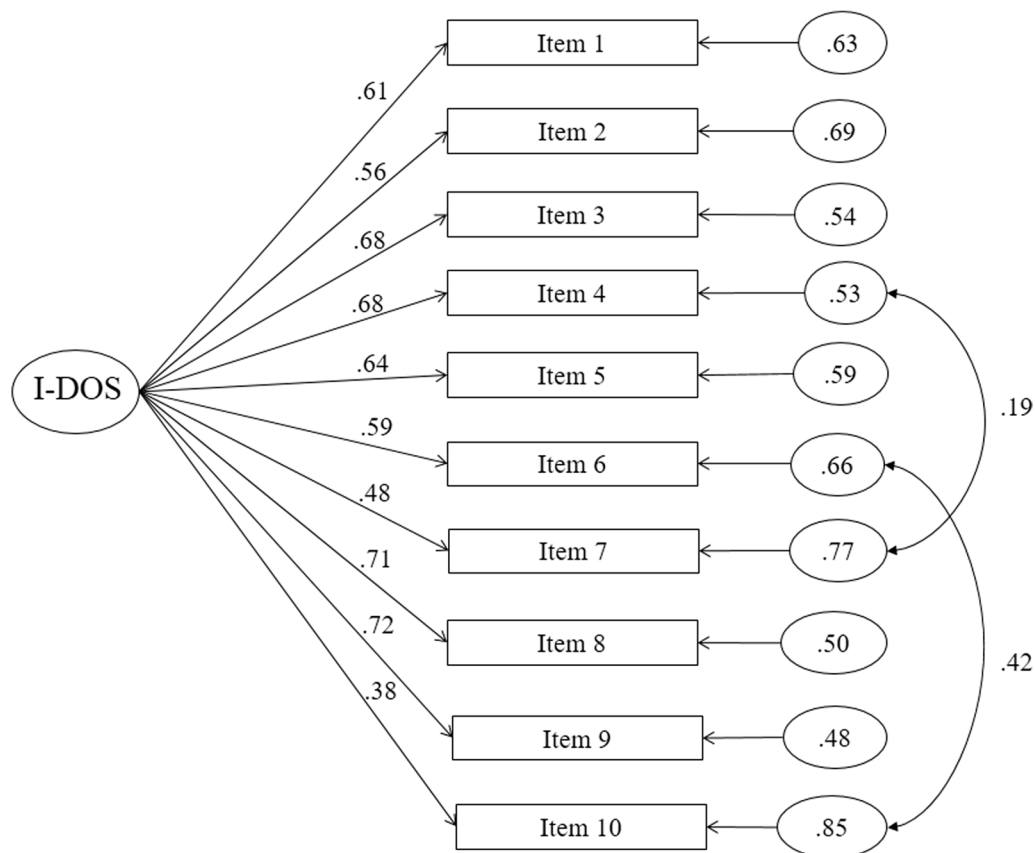 Item 1
.63
.61
Item 2
.69
.56
Item 3
.54
.68
Item 4
.53
.68
I-DOS
Item 5
.59
.64
.19
Item 6
.66
.59
Item 7
.77
.48
Item 8
.50
.71
.42
Item 9
.48
.72
Item 10
.85
.38